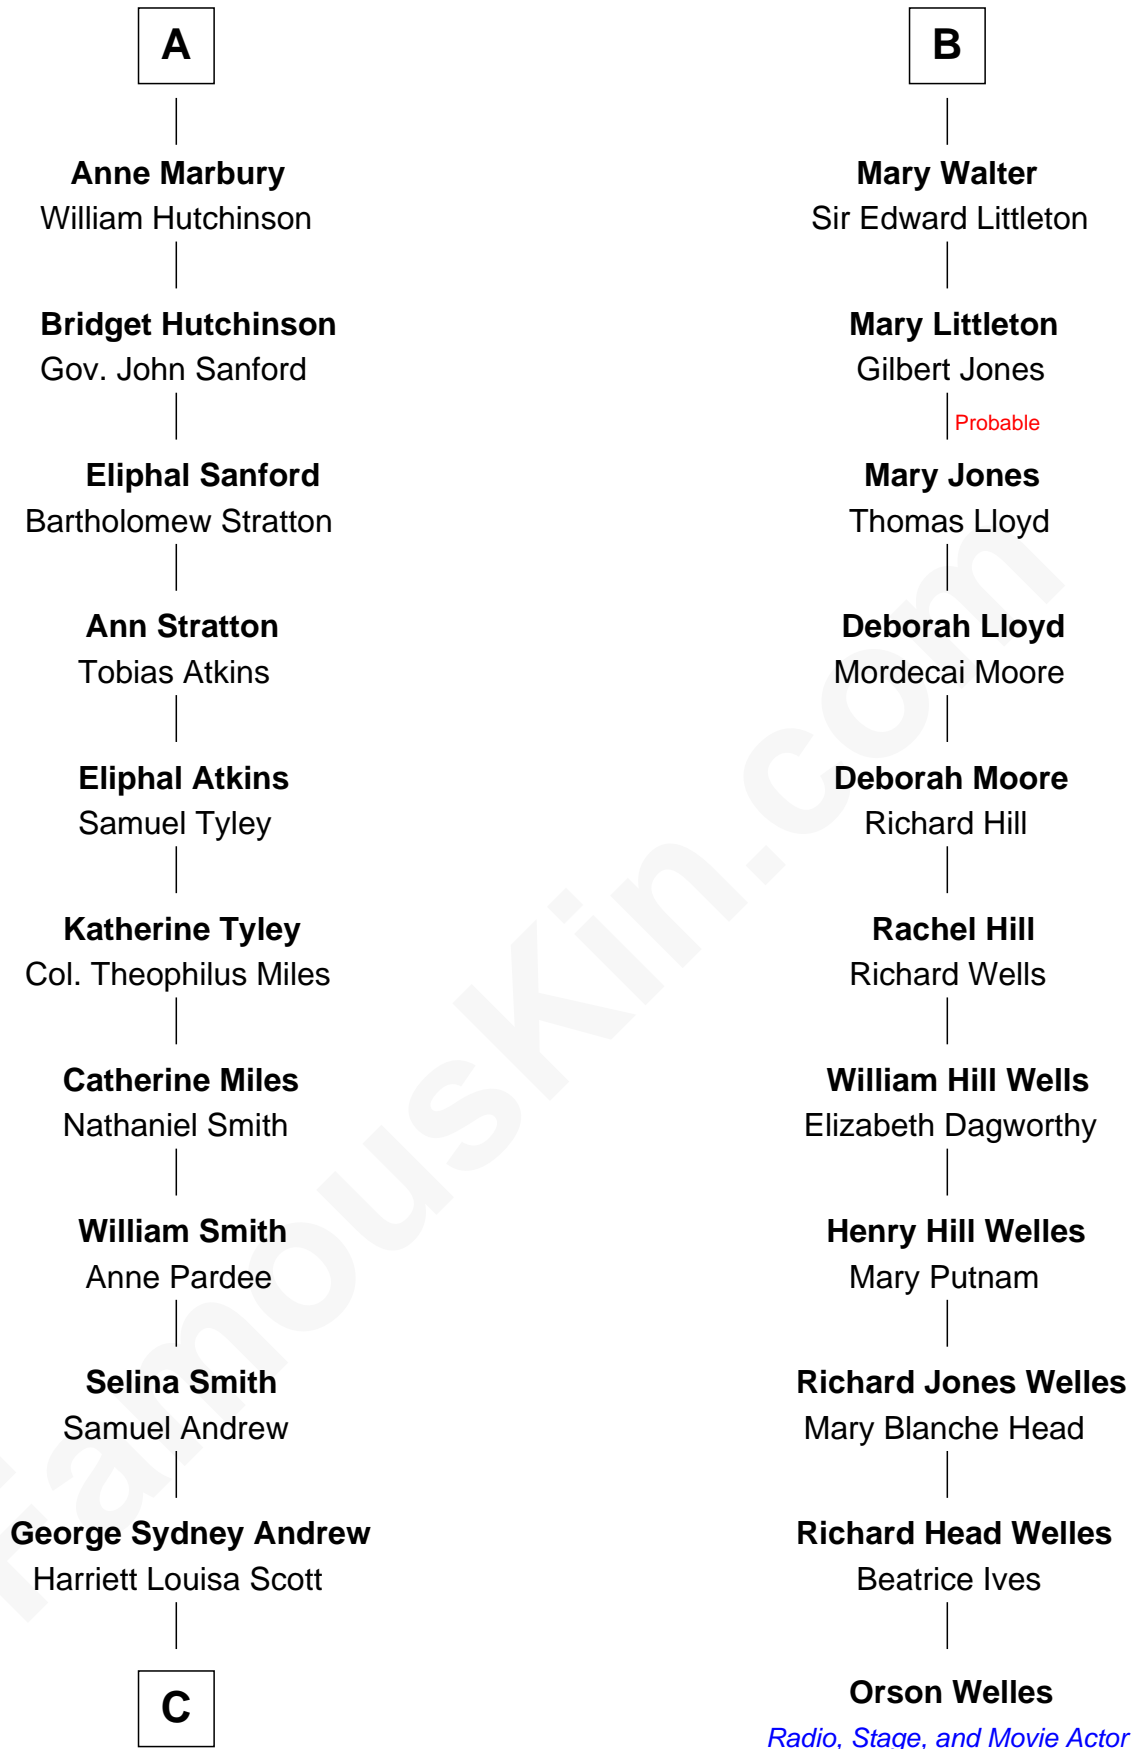 A
Anne Marbury
William Hutchinson
Bridget Hutchinson
Gov. John Sanford
Eliphal Sanford
Bartholomew Stratton
Ann Stratton
Tobias Atkins
Eliphal Atkins
Samuel Tyley
Katherine Tyley
Col. Theophilus Miles
Catherine Miles
Nathaniel Smith
William Smith
Anne Pardee
Selina Smith
Samuel Andrew
George Sydney Andrew
Harriett Louisa Scott
C
B
Mary Walter
Sir Edward Littleton
Mary Littleton
Gilbert Jones
Probable
Mary Jones
Thomas Lloyd
Deborah Lloyd
Mordecai Moore
Deborah Moore
Richard Hill
Rachel Hill
Richard Wells
William Hill Wells
Elizabeth Dagworthy
Henry Hill Welles
Mary Putnam
Richard Jones Welles
Mary Blanche Head
Richard Head Welles
Beatrice Ives
Orson Welles
Radio, Stage, and Movie Actor
FamousKin.com